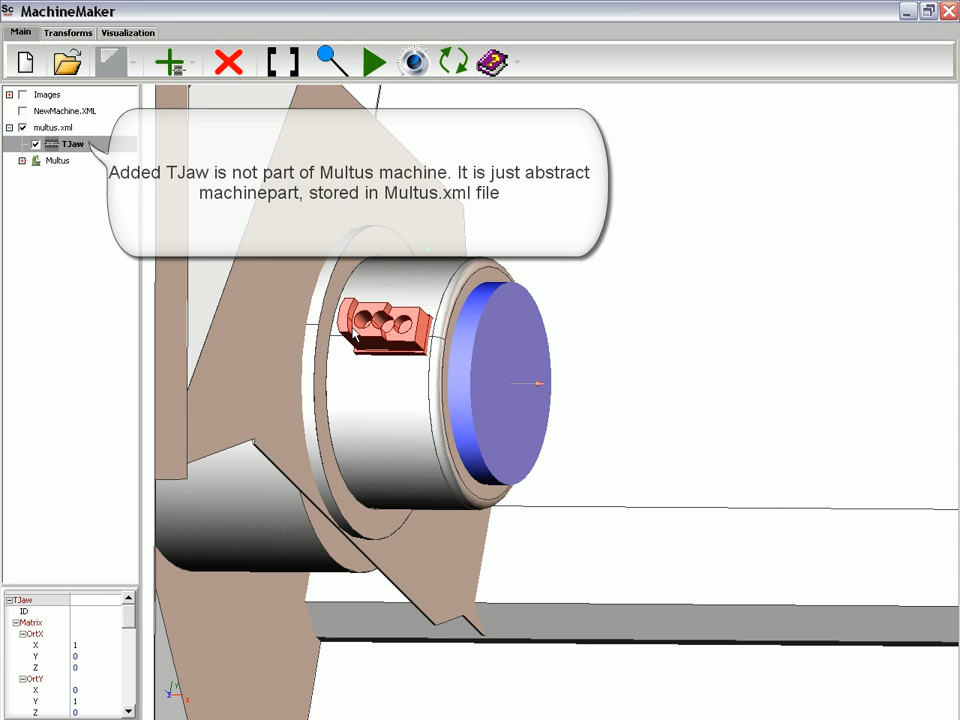 Sc MachineMaker
Main Transforms Visualization
Images
NewMachine.XML
multus.xml
TJaw
Multus
Added TJaw is not part of Multus machine. It is just abstract
machinepart, stored in Multus.xml file
TJaw
ID
Matrix
OrtX
X 1
Y 0
Z 0
OrtY
X 0
Y 1
Z 0
Y
Z
X